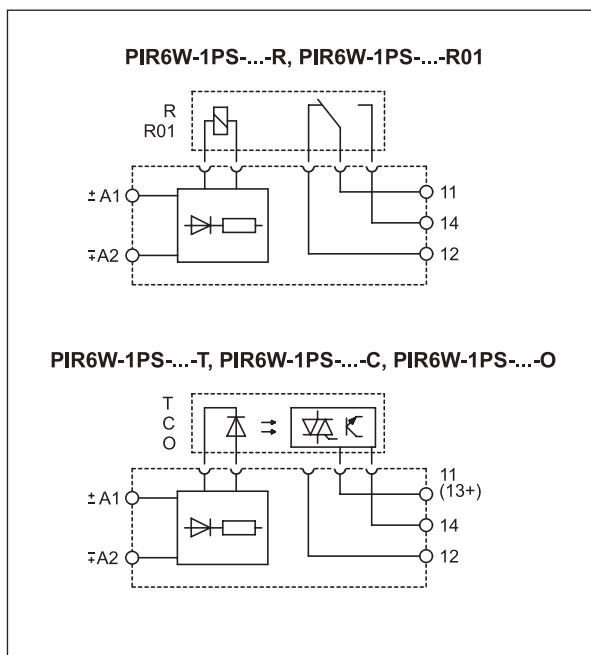 PIR6W-1PS-...-R, PIR6W-1PS-...-R01
R
R01
± A1
11
14
∓A2
12
PIR6W-1PS-...-T, PIR6W-1PS-...-C, PIR6W-1PS-...-O
T
C
O
± A1
11
(13+)
14
∓A2
12